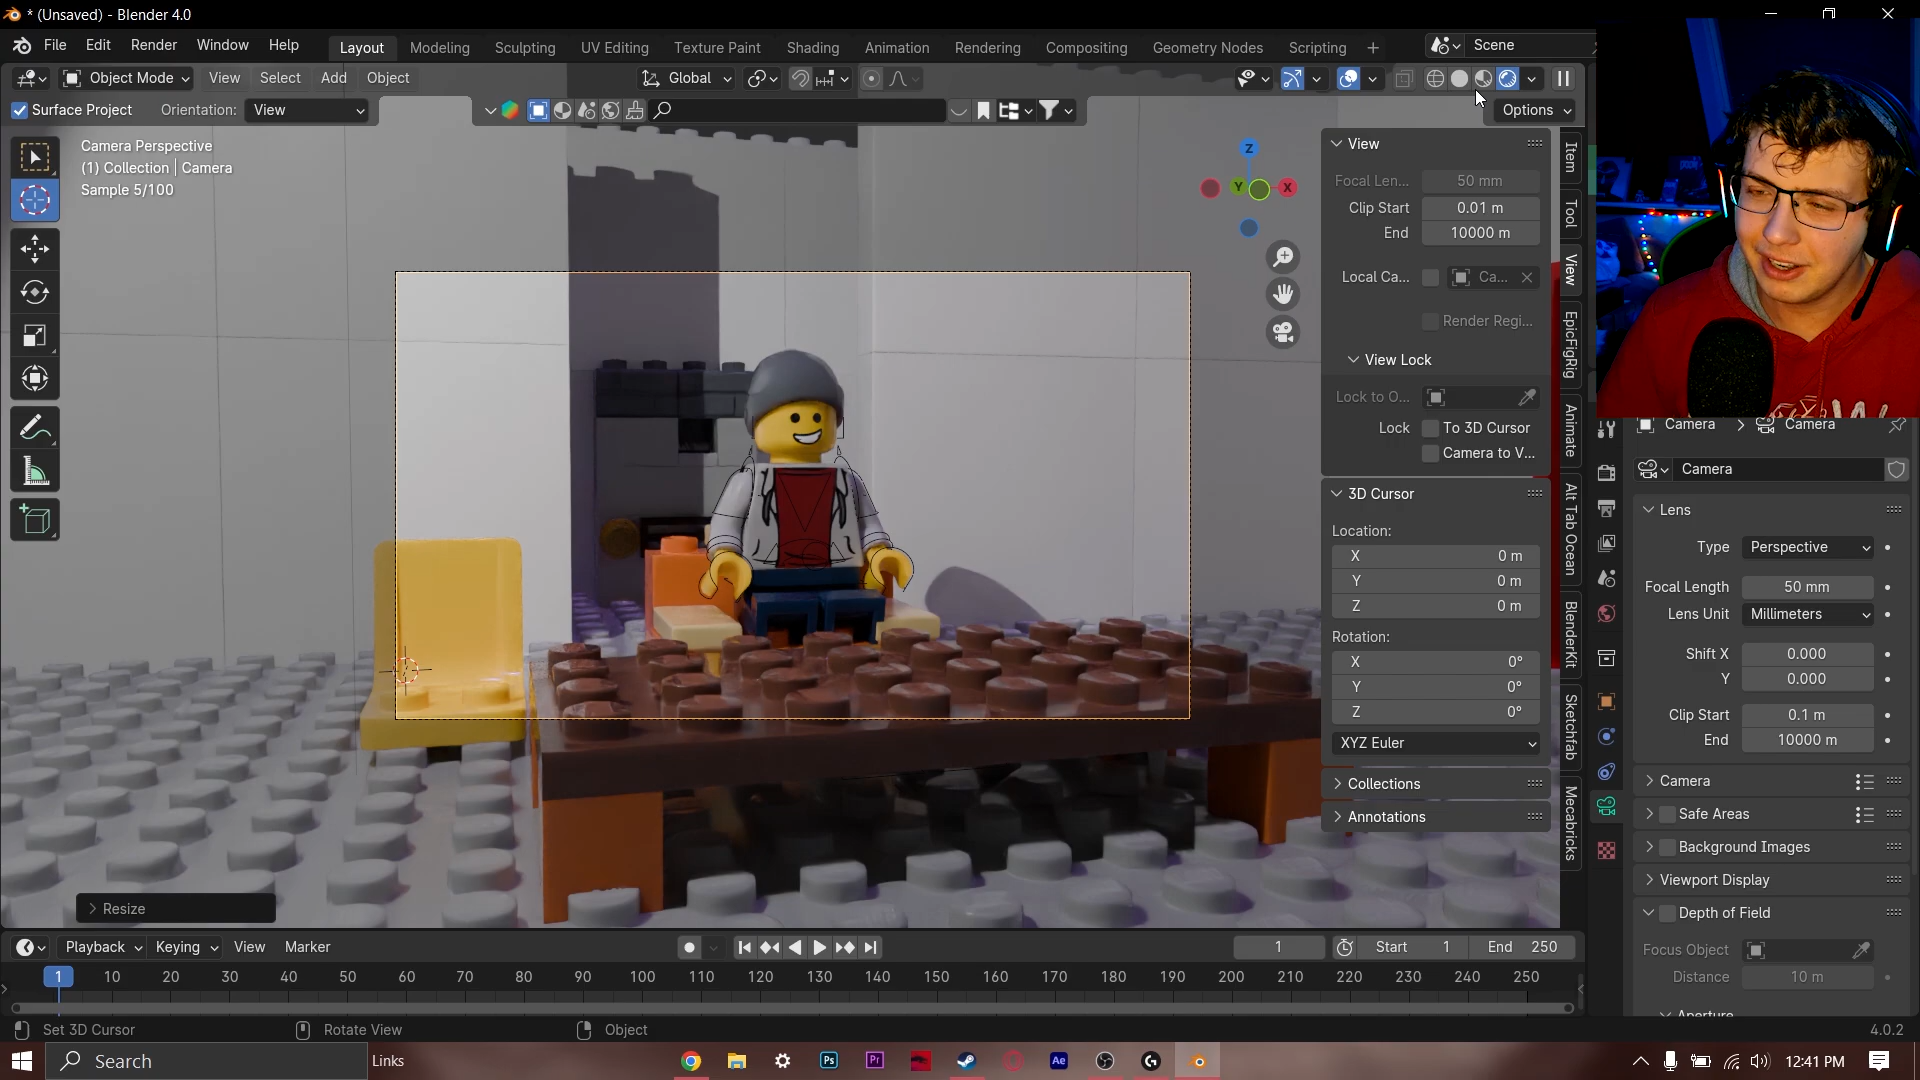 * (Unsaved) - Blender 4.0
File Edit Render Window Help
Layout Modeling Sculpting UV Editing Texture Paint Shading Animation Rendering Compositing Geometry Nodes Scripting +
Scene
Object Mode View Select Add Object
Global
Surface Project Orientation: View
Options
Camera Perspective
(1) Collection | Camera
Sample 5/100
Z
Y
X
View
Focal Len... 50 mm
Clip Start 0.01 m
End 10000 m
Local Ca... Ca...
Render Regi...
View Lock
Lock to O...
Lock To 3D Cursor
Camera to V...
3D Cursor
Location:
X 0 m
Y 0 m
Z 0 m
Rotation:
X 0°
Y 0°
Z 0°
XYZ Euler
Collections
Annotations
Item
Tool
View
EpicFigRig
Animate
Alt Tab Ocean
BlenderKit
Sketchfab
Mecabricks
Camera > Camera
Camera
Lens
Type Perspective
Focal Length 50 mm
Lens Unit Millimeters
Shift X 0.000
Y 0.000
Clip Start 0.1 m
End 10000 m
Camera
Safe Areas
Background Images
Viewport Display
Depth of Field
Focus Object
Distance 10 m
Aperture
Resize
Playback Keying View Marker
1 Start 1 End 250
1 10 20 30 40 50 60 70 80 90 100 110 120 130 140 150 160 170 180 190 200 210 220 230 240 250
Set 3D Cursor Rotate View Object
4.0.2
Search
Links
Ps
Pr
Ae
12:41 PM